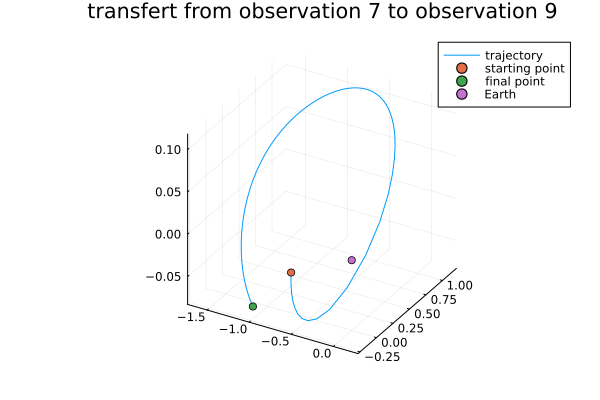 transfert from observation 7 to observation 9
trajectory
starting point
final point
Earth
0.10
0.05
0.00
−0.05
−1.5
−1.0
−0.5
0.0
1.00
0.75
0.50
0.25
0.00
−0.25